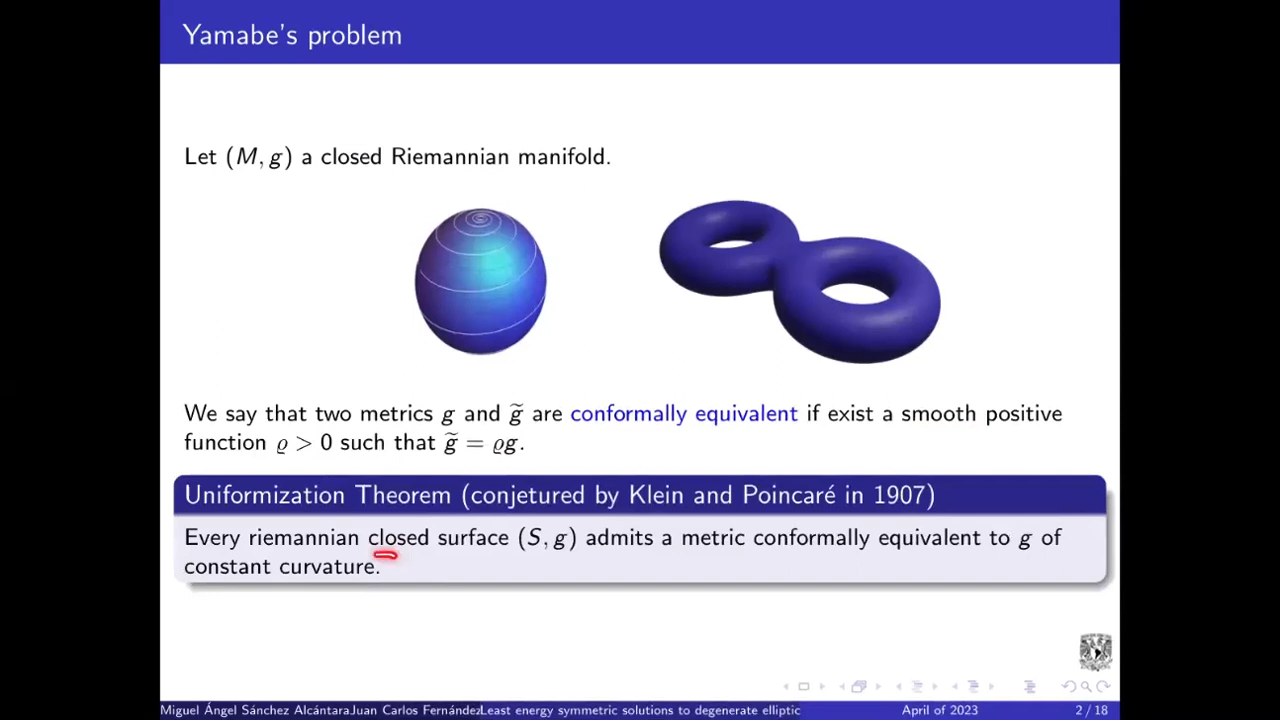 Yamabe's problem
Let (M, g) a closed Riemannian manifold.
We say that two metrics g and g̃ are conformally equivalent if exist a smooth positive
function ϱ > 0 such that g̃ = ϱg.
Uniformization Theorem (conjetured by Klein and Poincaré in 1907)
Every riemannian closed surface (S, g) admits a metric conformally equivalent to g of
constant curvature.
Miguel Ángel Sánchez AlcántaraJuan Carlos Fernández Least energy symmetric solutions to degenerate elliptic April of 2023 2 / 18